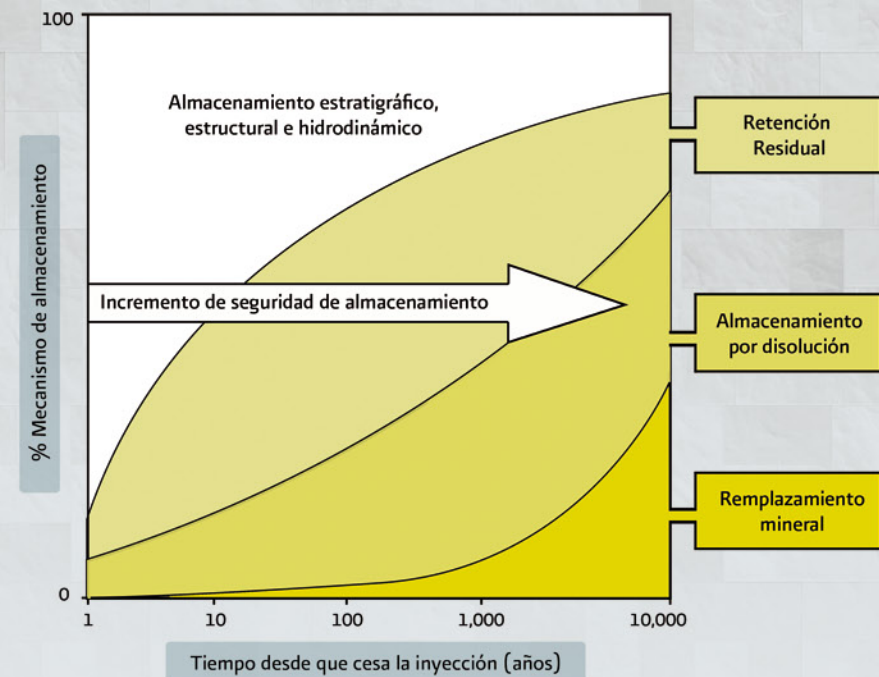 100
Almacenamiento estratigráfico,
estructural e hidrodinámico
Retención
Residual
% Mecanismo de almacenamiento
Incremento de seguridad de almacenamiento
Almacenamiento
por disolución
Remplazamiento
mineral
0
1 10 100 1,000 10,000
Tiempo desde que cesa la inyección (años)